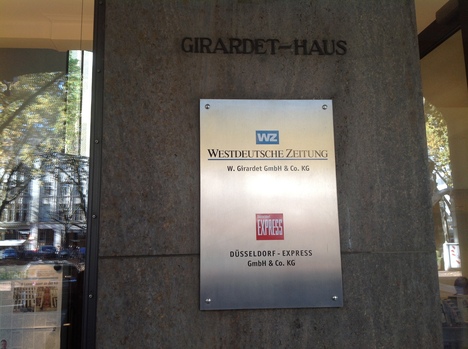 GIRARDET-HAUS
WZ
WESTDEUTSCHE ZEITUNG
W. Girardet GmbH & Co. KG
EXPRESS
DÜSSELDORF - EXPRESS
GmbH & Co. KG